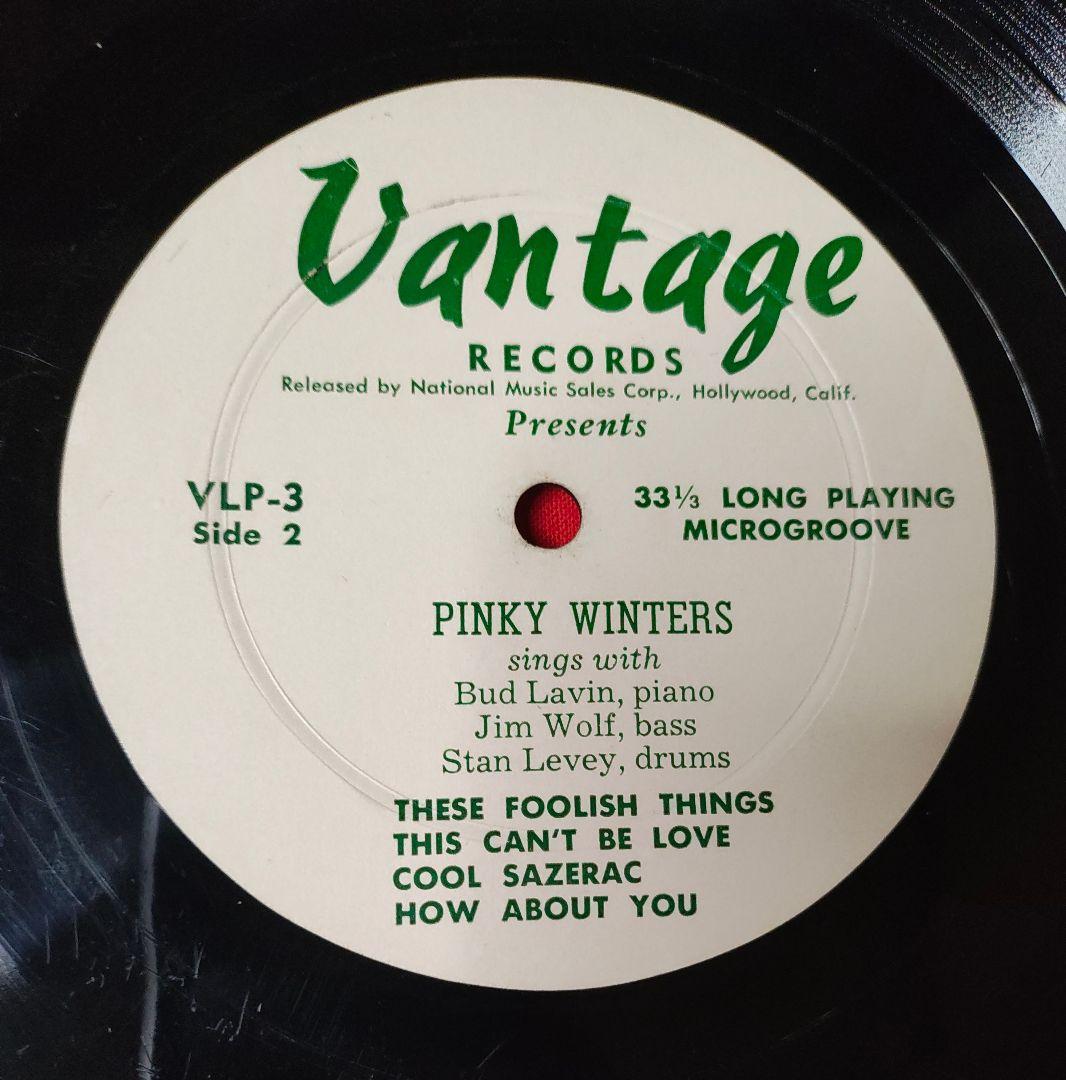 Vantage
RECORDS
Released by National Music Sales Corp., Hollywood, Calif.
Presents
VLP-3
Side 2
33⅓ LONG PLAYING
MICROGROOVE
PINKY WINTERS
sings with
Bud Lavin, piano
Jim Wolf, bass
Stan Levey, drums
THESE FOOLISH THINGS
THIS CAN'T BE LOVE
COOL SAZERAC
HOW ABOUT YOU